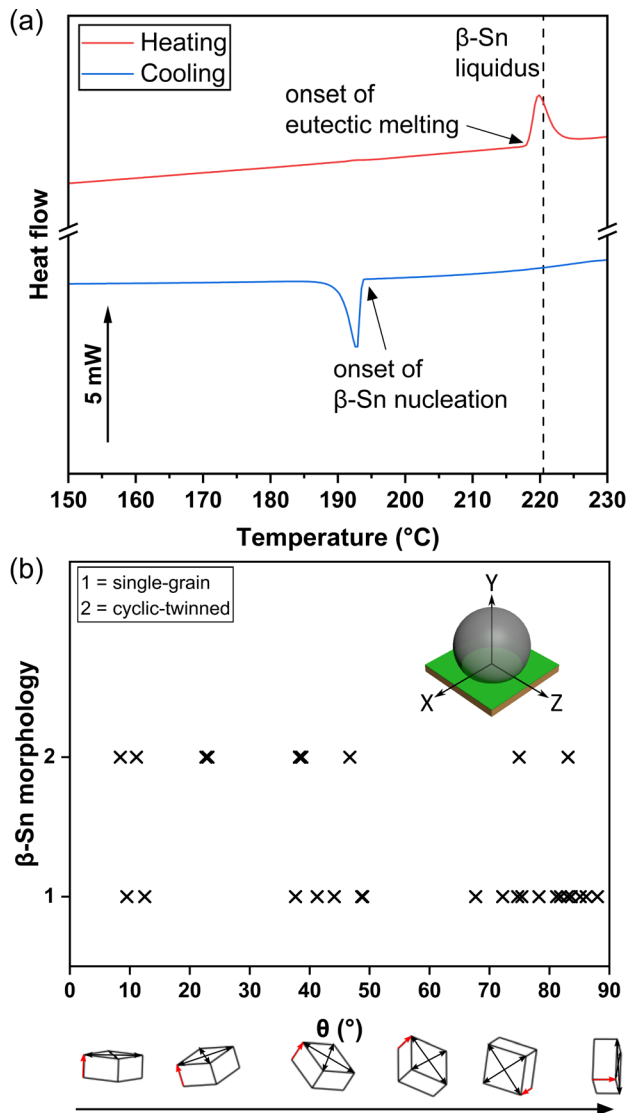 (a)
Heating
Cooling
β-Sn
liquidus
onset of
eutectic melting
Heat flow
5 mW
onset of
β-Sn nucleation
150 160 170 180 190 200 210 220 230
Temperature (°C)
(b)
1 = single-grain
2 = cyclic-twinned
Y
X
Z
β-Sn morphology
2
1
0 10 20 30 40 50 60 70 80 90
θ (°)